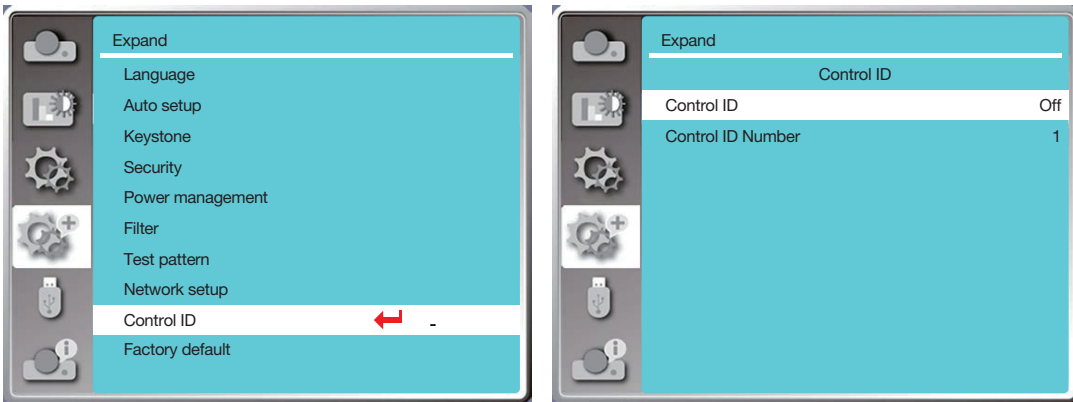 Expand
Language
Auto setup
Keystone
Security
Power management
Filter
Test pattern
Network setup
Control ID -
Factory default
Expand
Control ID
Control ID Off
Control ID Number 1